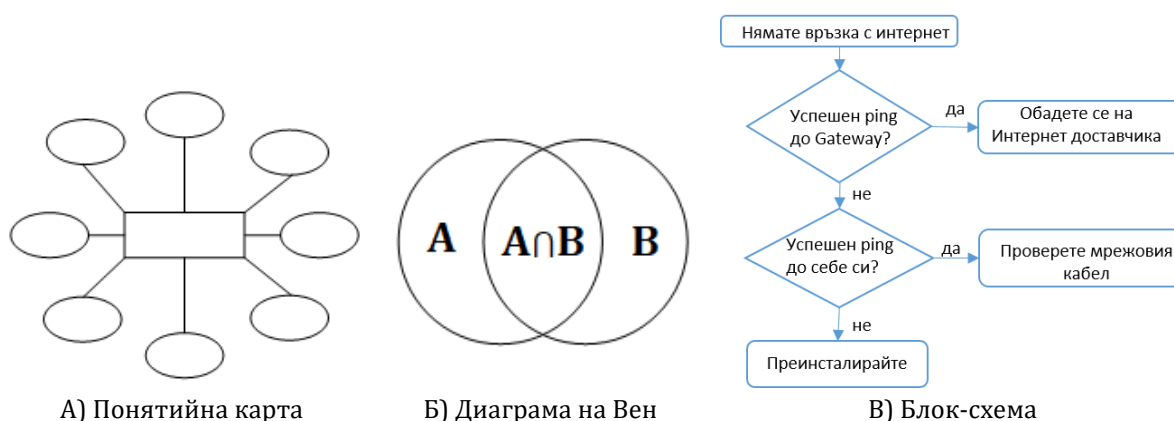 Нямате връзка с интернет
Успешен ping
до Gateway?
да
Обадете се на
Интернет доставчика
не
Успешен ping
до себе си?
да
Проверете мрежовия
кабел
не
Преинсталирайте
A
A∩B
B
А) Понятийна карта
Б) Диаграма на Вен
В) Блок-схема